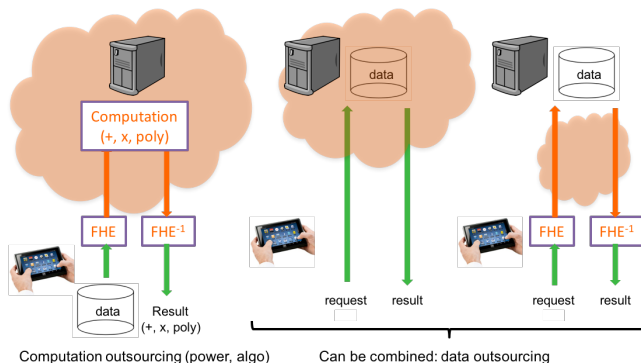 Computation
(+, x, poly)
FHE
FHE-1
data
Result
(+, x, poly)
Computation outsourcing (power, algo)
data
request
result
data
FHE
FHE-1
request
result
Can be combined: data outsourcing